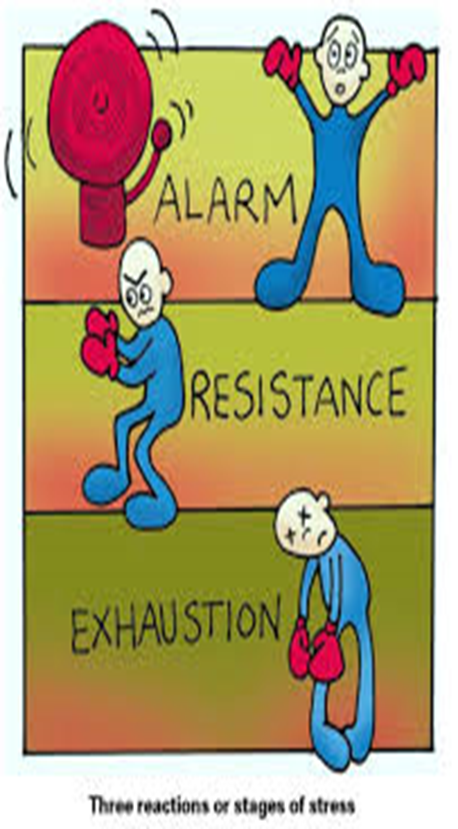 ALARM
RESISTANCE
EXHAUSTION
Three reactions or stages of stress